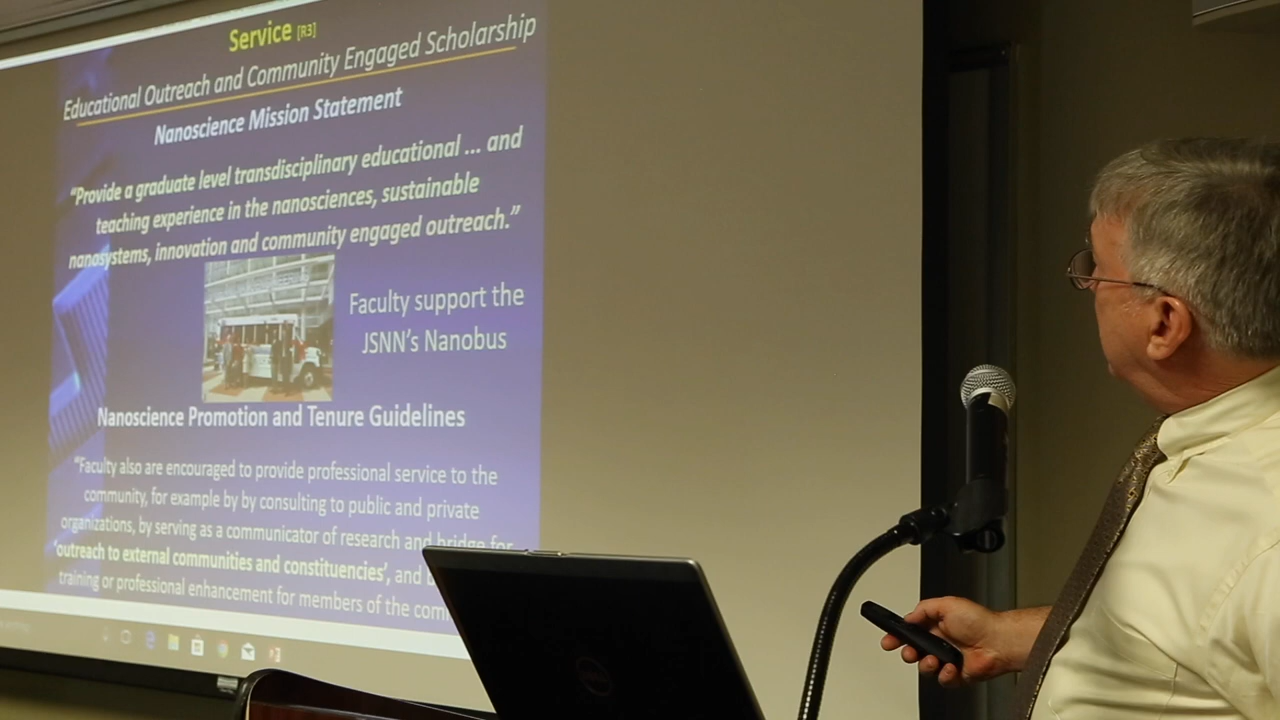 Service [R3]
Educational Outreach and Community Engaged Scholarship
Nanoscience Mission Statement
“Provide a graduate level transdisciplinary educational ... and
teaching experience in the nanosciences, sustainable
nanosystems, innovation and community engaged outreach.”
Faculty support the
JSNN's Nanobus
Nanoscience Promotion and Tenure Guidelines
“Faculty also are encouraged to provide professional service to the
community, for example by by consulting to public and private
organizations, by serving as a communicator of research and bridge for
'outreach to external communities and constituencies', and
training or professional enhancement for members of the